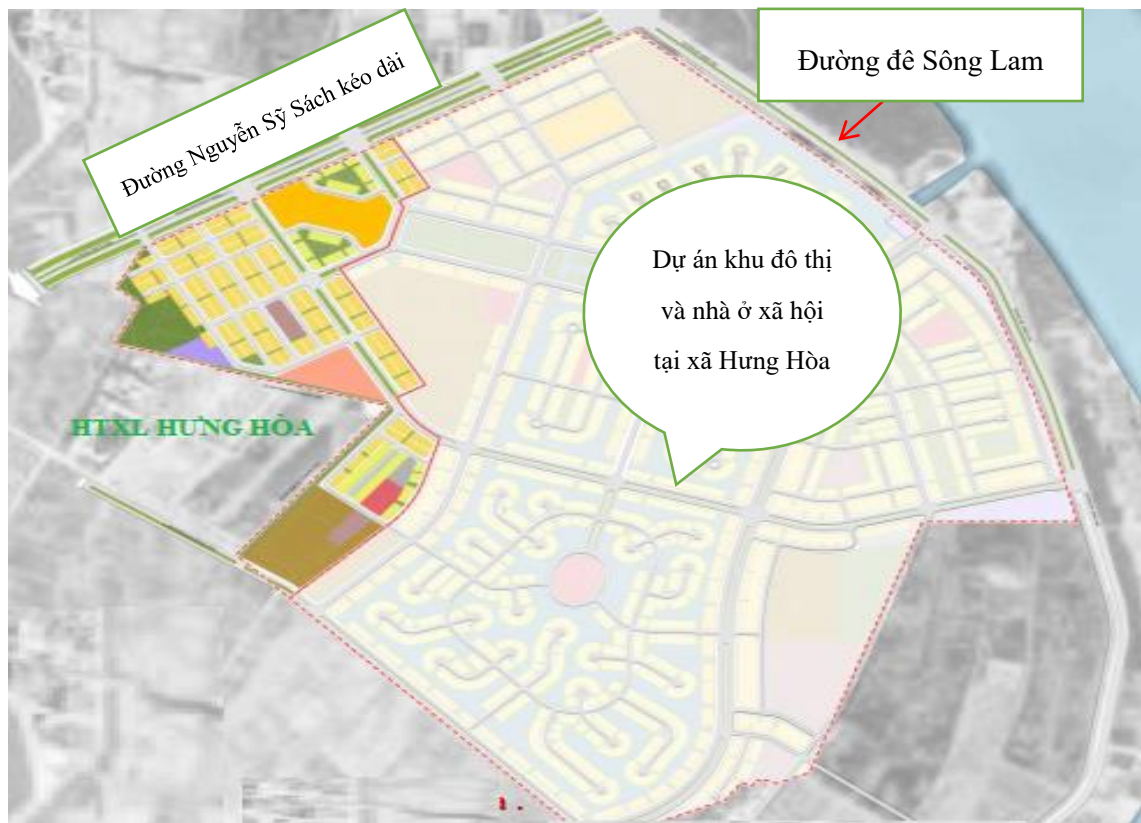 Đường Nguyễn Sỹ Sách kéo dài
Đường đê Sông Lam
Dự án khu đô thị
và nhà ở xã hội
tại xã Hưng Hòa
HTXL HƯNG HÒA